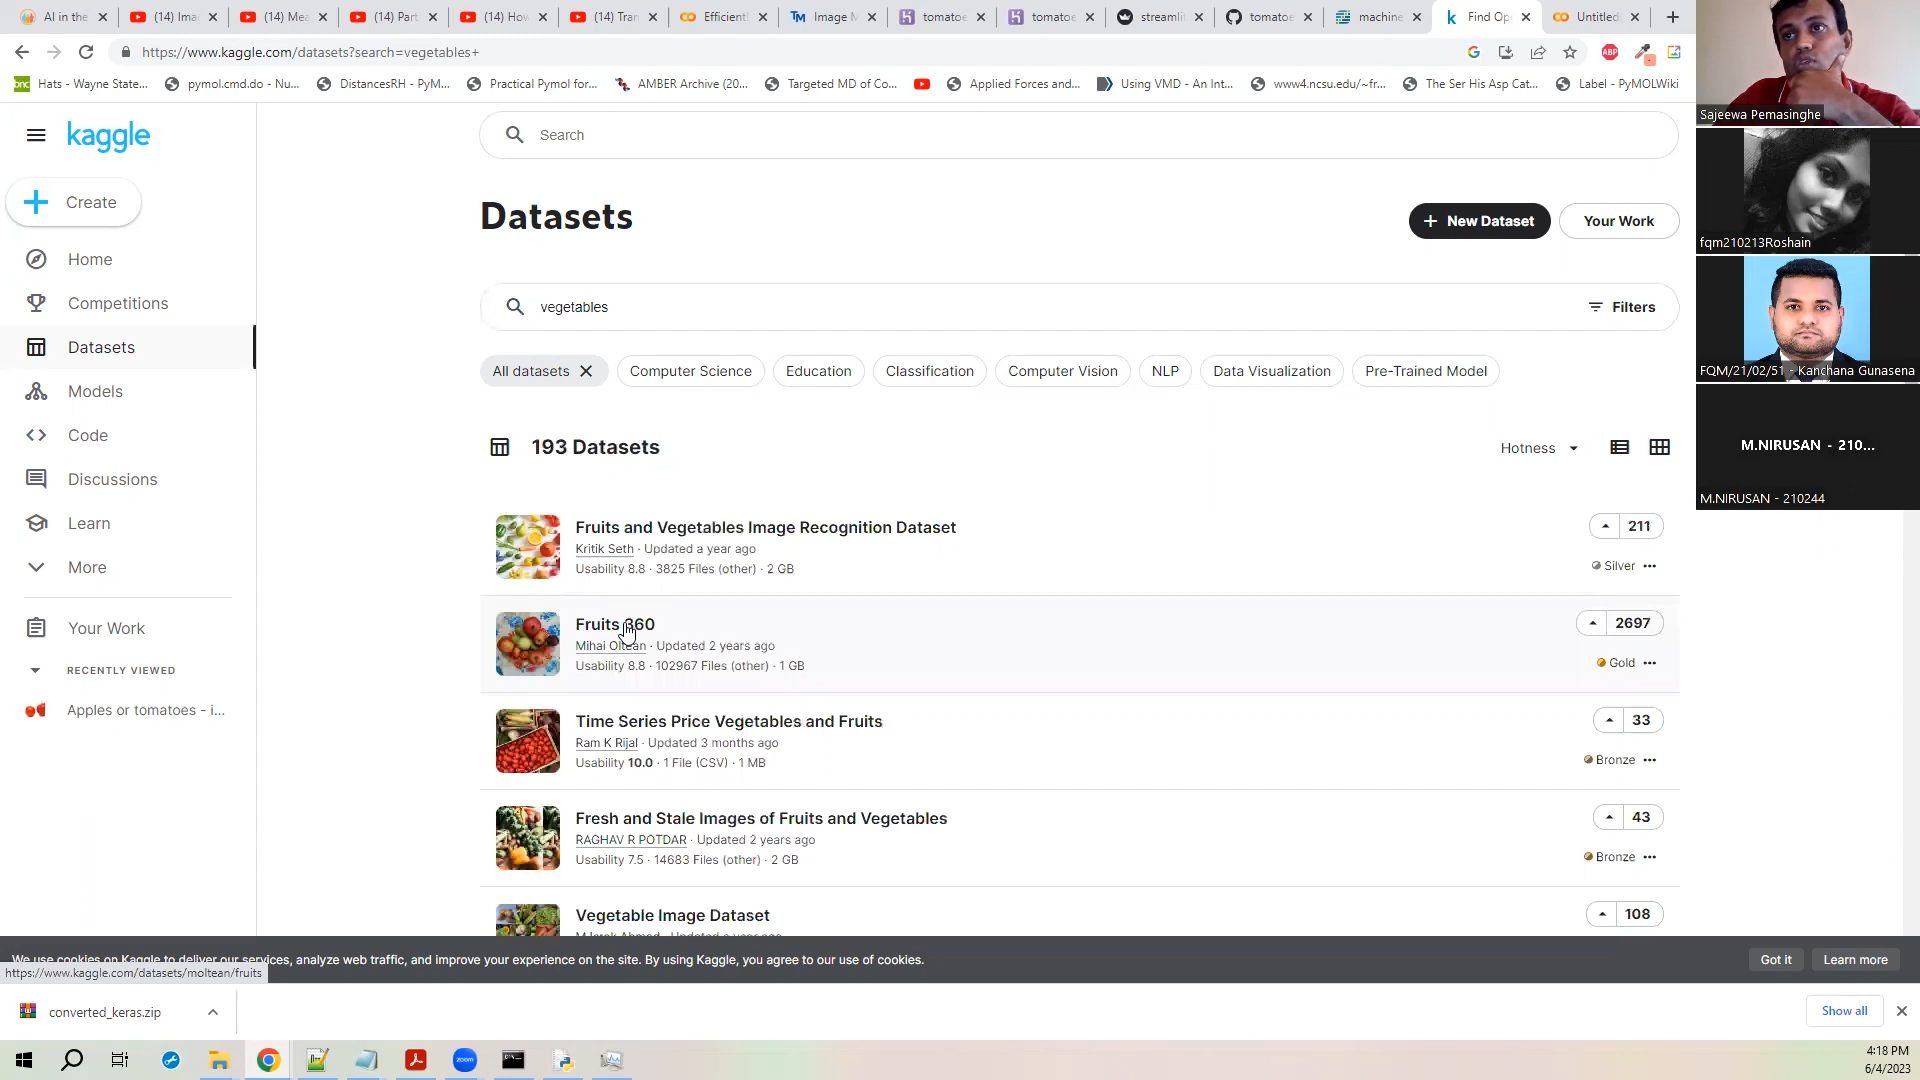 AI in the
(14) Ima
(14) Mea
(14) Part
(14) How
(14) Tran
Efficient
Image M
tomatoe
tomatoe
streamli
tomatoe
machine
Find Op
Untitled
https://www.kaggle.com/datasets?search=vegetables+
Hats - Wayne State...
pymol.cmd.do - Nu...
DistancesRH - PyM...
Practical Pymol for...
AMBER Archive (20...
Targeted MD of Co...
Applied Forces and...
Using VMD - An Int...
www4.ncsu.edu/~fr...
The Ser His Asp Cat...
Label - PyMOLWiki
kaggle
Create
Home
Competitions
Datasets
Models
Code
Discussions
Learn
More
Your Work
RECENTLY VIEWED
Apples or tomatoes - i...
Search
Datasets
New Dataset
Your Work
vegetables
Filters
All datasets
Computer Science
Education
Classification
Computer Vision
NLP
Data Visualization
Pre-Trained Model
193 Datasets
Hotness
Fruits and Vegetables Image Recognition Dataset
Kritik Seth · Updated a year ago
Usability 8.8 · 3825 Files (other) · 2 GB
211
Silver
Fruits 360
Mihai Oltean · Updated 2 years ago
Usability 8.8 · 102967 Files (other) · 1 GB
2697
Gold
Time Series Price Vegetables and Fruits
Ram K Rijal · Updated 3 months ago
Usability 10.0 · 1 File (CSV) · 1 MB
33
Bronze
Fresh and Stale Images of Fruits and Vegetables
RAGHAV R POTDAR · Updated 2 years ago
Usability 7.5 · 14683 Files (other) · 2 GB
43
Bronze
Vegetable Image Dataset
108
We use cookies on Kaggle to deliver our services, analyze web traffic, and improve your experience on the site. By using Kaggle, you agree to our use of cookies.
Got it
Learn more
https://www.kaggle.com/datasets/moltean/fruits
converted_keras.zip
Show all
zoom
4:18 PM
6/4/2023
Sajeewa Pemasinghe
fqm210213Roshain
FQM/21/02/51 - Kanchana Gunasena
M.NIRUSAN - 210...
M.NIRUSAN - 210244
ABP